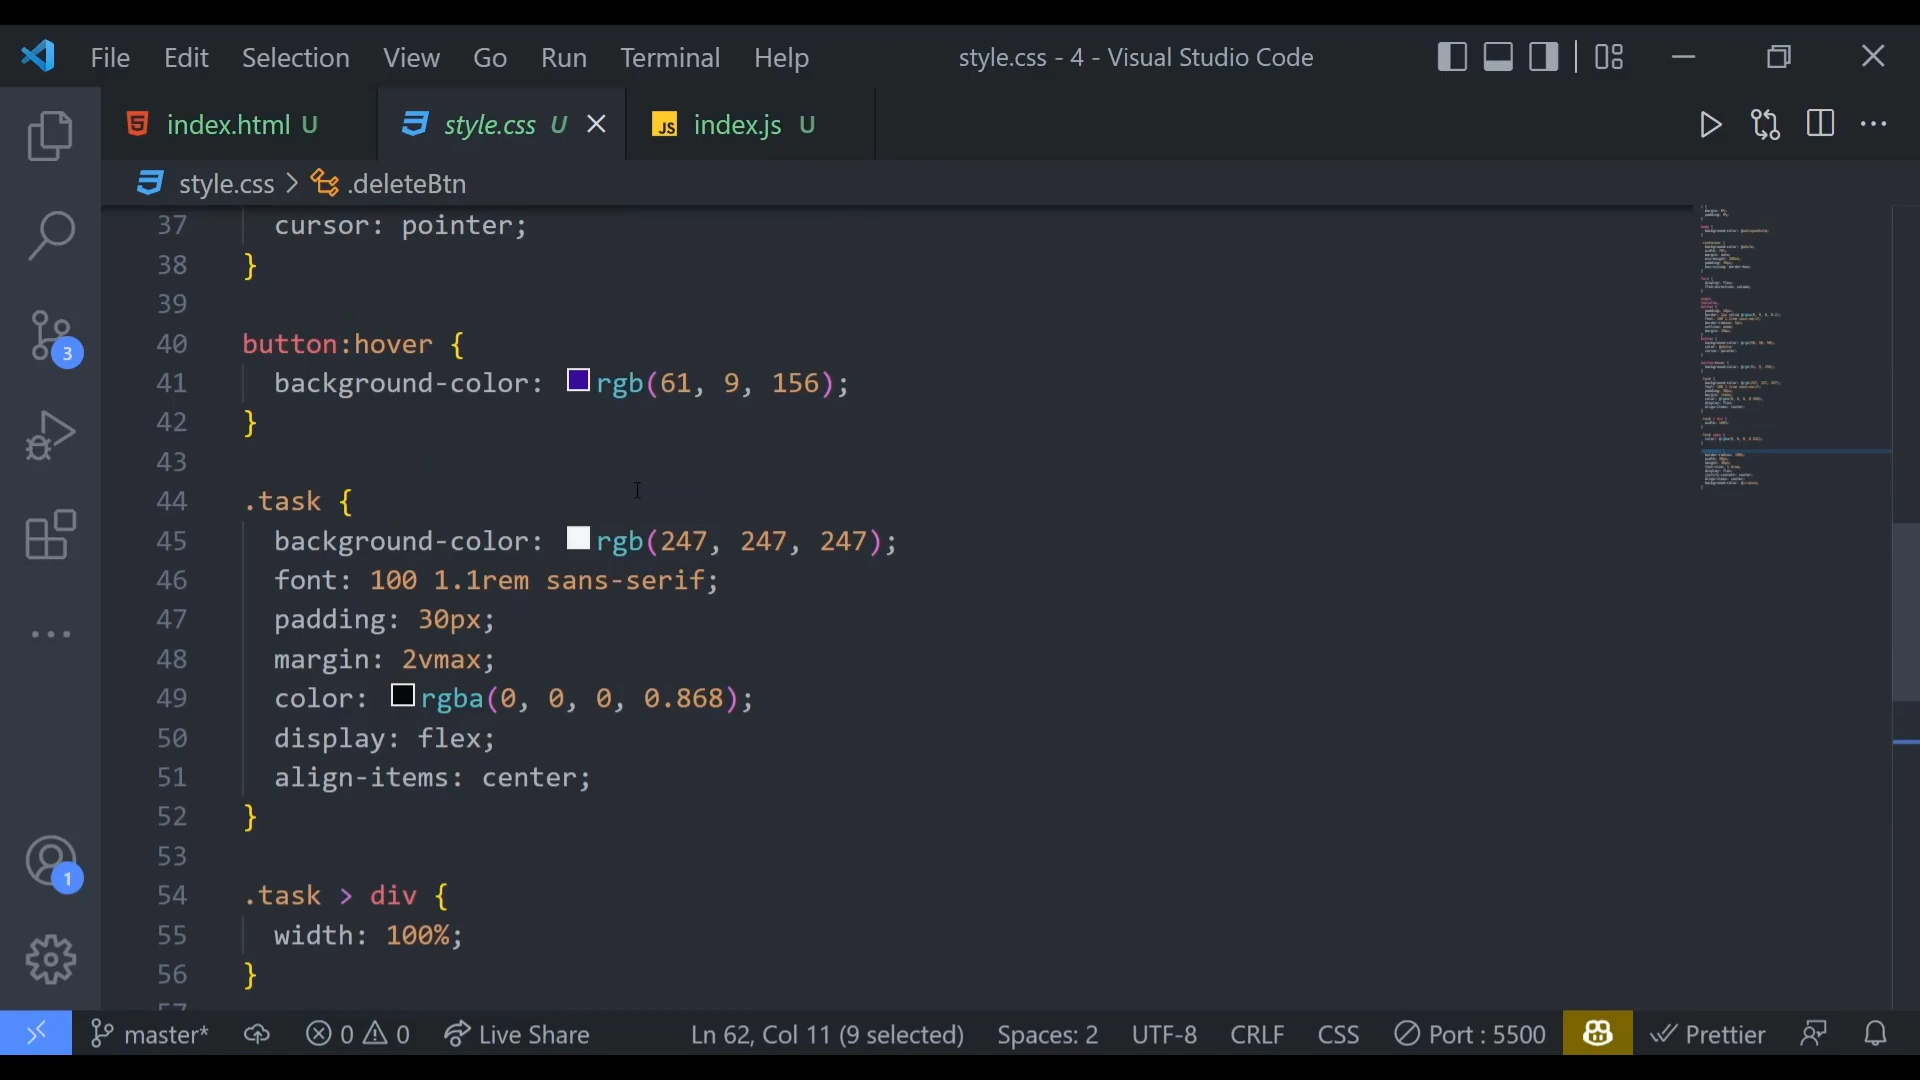 File Edit Selection View Go Run Terminal Help style.css - 4 - Visual Studio Code
index.html U style.css U JS index.js U
style.css > .deleteBtn
37 cursor: pointer;
38 }
39
40 button:hover {
41 background-color: rgb(61, 9, 156);
42 }
43
44 .task {
45 background-color: rgb(247, 247, 247);
46 font: 100 1.1rem sans-serif;
47 padding: 30px;
48 margin: 2vmax;
49 color: rgba(0, 0, 0, 0.868);
50 display: flex;
51 align-items: center;
52 }
53
54 .task > div {
55 width: 100%;
56 }
57
3
1
master* 0 0 Live Share Ln 62, Col 11 (9 selected) Spaces: 2 UTF-8 CRLF CSS Port : 5500 Prettier